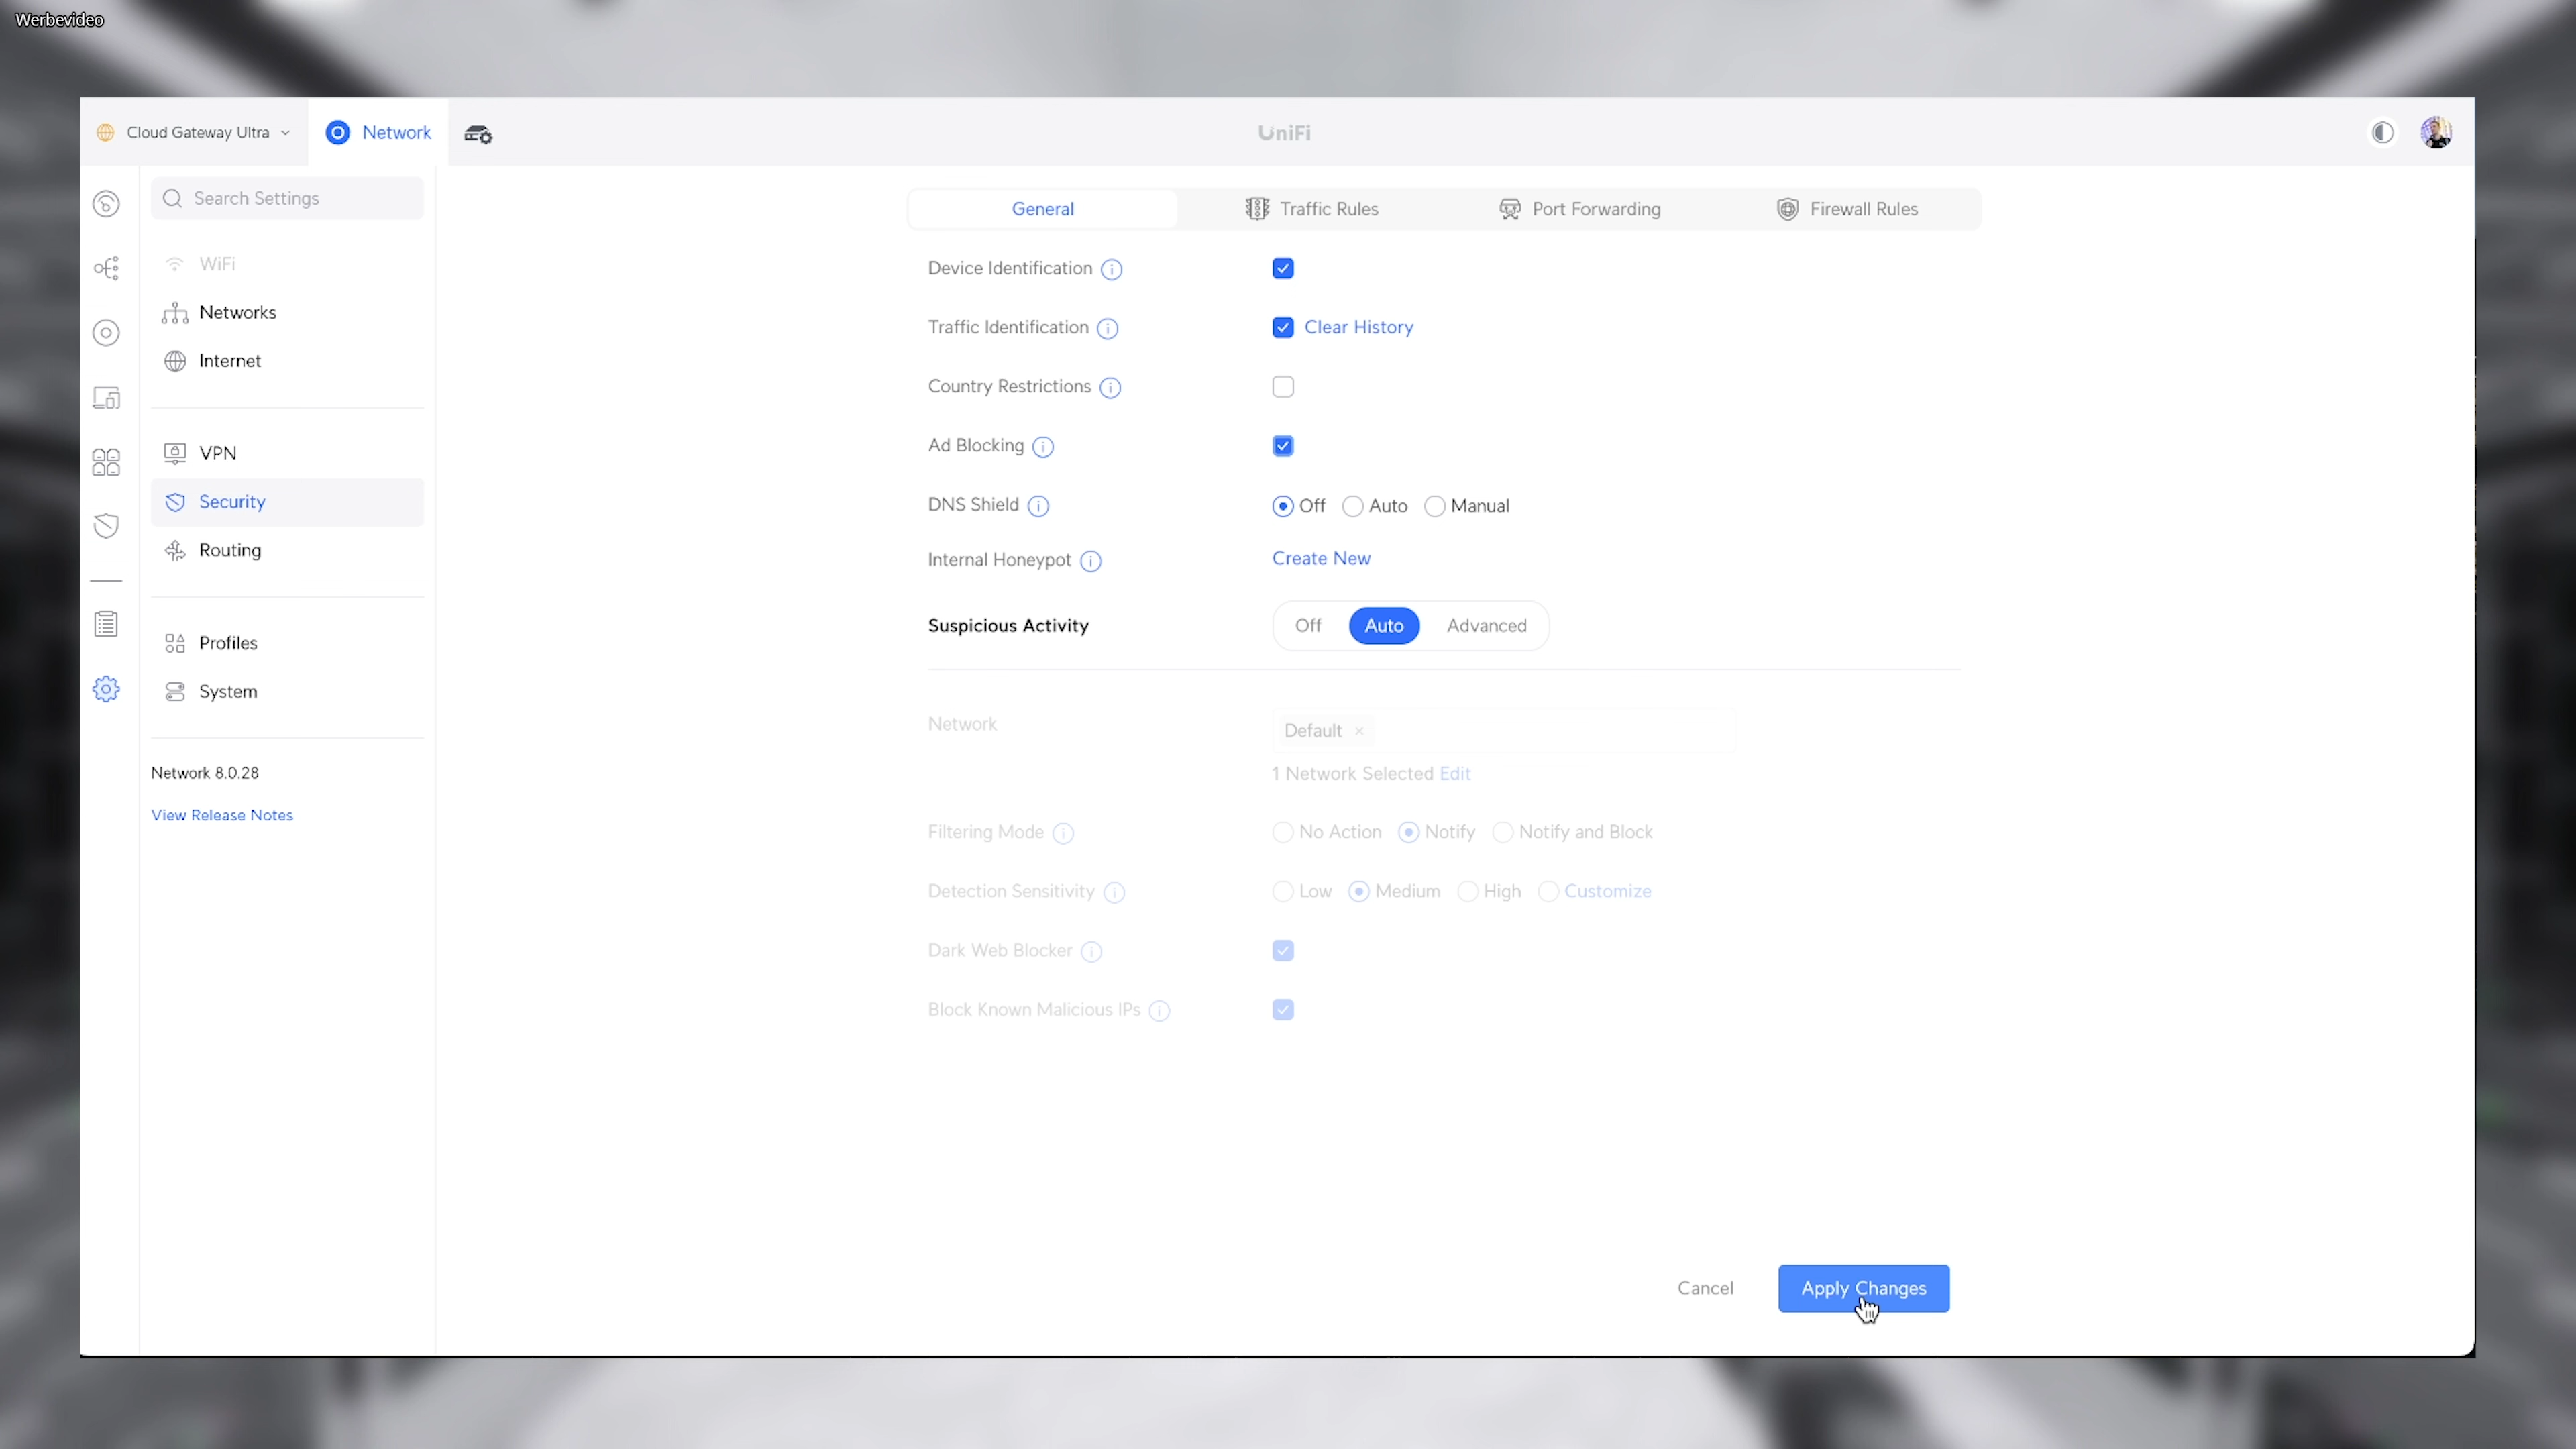 Werbevideo
Cloud Gateway Ultra
Network
UniFi
Search Settings
WiFi
Networks
Internet
VPN
Security
Routing
Profiles
System
Network 8.0.28
View Release Notes
General
Traffic Rules
Port Forwarding
Firewall Rules
Device Identification
Traffic Identification
Clear History
Country Restrictions
Ad Blocking
DNS Shield
Off Auto Manual
Internal Honeypot
Create New
Suspicious Activity
Off Auto Advanced
Network
Default
1 Network Selected Edit
Filtering Mode
No Action Notify Notify and Block
Detection Sensitivity
Low Medium High Customize
Dark Web Blocker
Block Known Malicious IPs
Cancel
Apply Changes